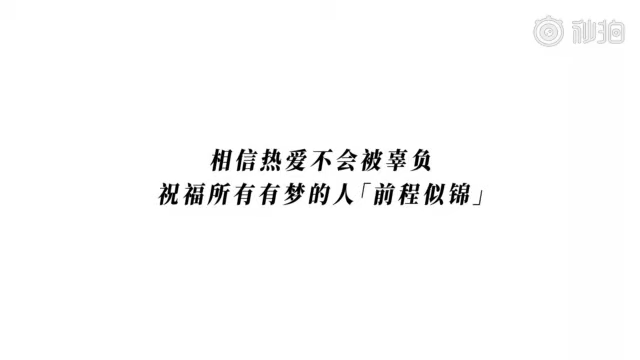 秒拍
相信热爱不会被辜负
祝福所有有梦的人「前程似锦」